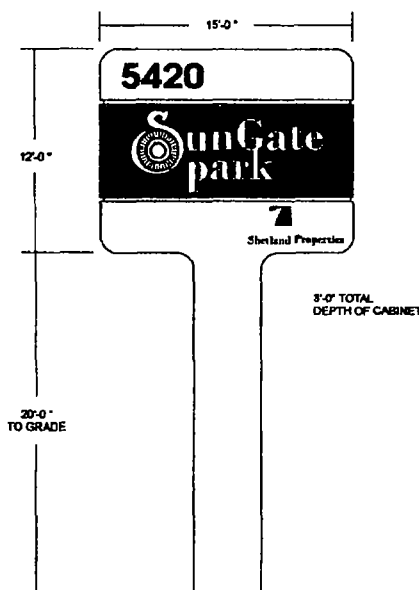 15'-0"
5420
SunGate
park
12'-0"
Shetland Properties
3'-0" TOTAL
DEPTH OF CABINET
20'-0"
TO GRADE